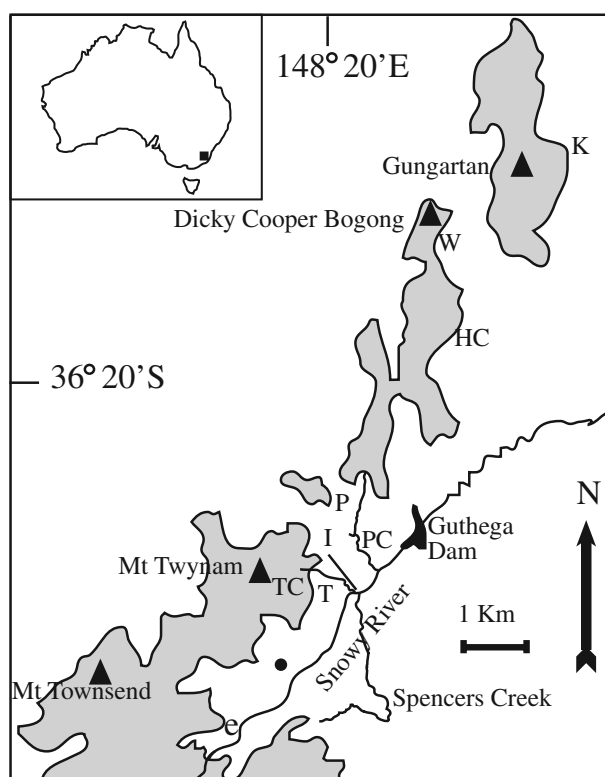 148°20'E
K
Gungartan
Dicky Cooper Bogong
W
HC
36°20'S
P
N
I
PC
Guthega
Dam
Mt Twynam
TC
T
1 Km
Snowy River
Mt Townsend
Spencers Creek
e